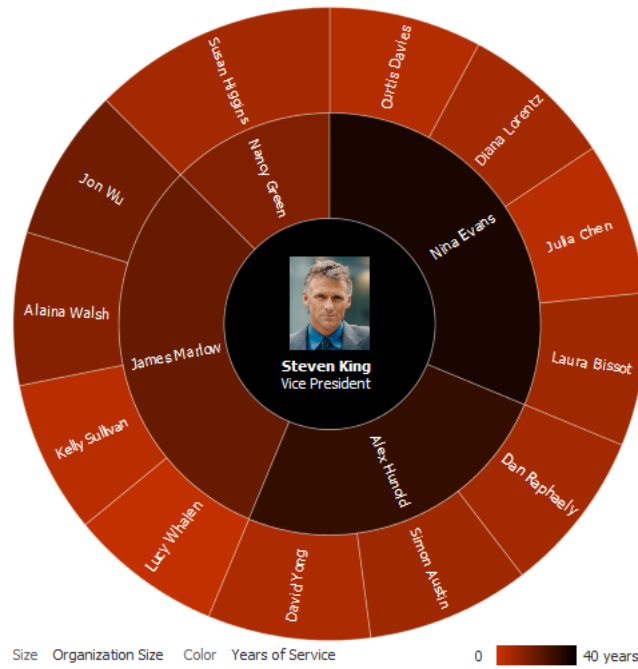 Susan Higgins
Curtis Davies
Diana Lorentz
Julia Chen
Laura Bissot
Dan Raphaely
Simon Austin
David Yong
Lucy Whalen
Kelly Sullivan
Alaina Walsh
Jon Wu
Nancy Green
Nina Evans
Alex Hunold
James Marlow
Steven King
Vice President
Size Organization Size Color Years of Service 0 40 years